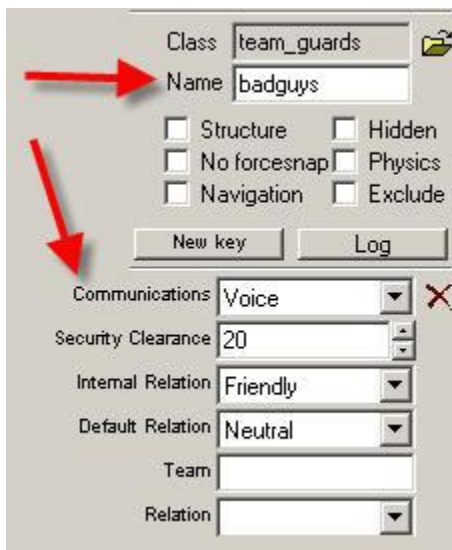 Class team_guards
Name badguys
Structure Hidden
No forcesnap Physics
Navigation Exclude
New key Log
Communications Voice
Security Clearance 20
Internal Relation Friendly
Default Relation Neutral
Team
Relation